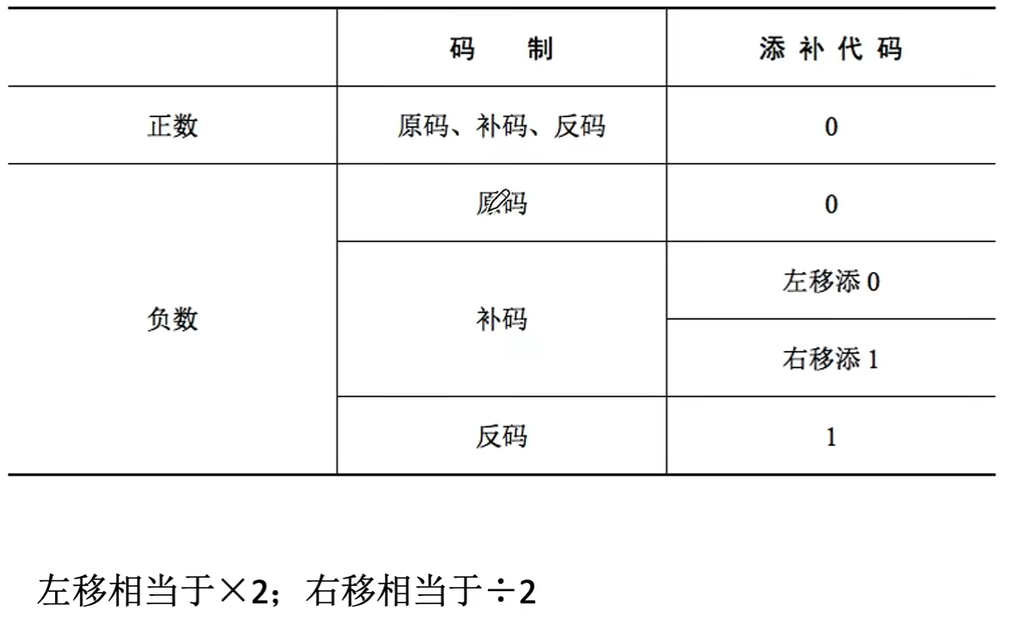 码 制 添补代码
正数 原码、补码、反码 0
原码 0
负数 补码 左移添 0
右移添 1
反码 1
左移相当于×2；右移相当于÷2